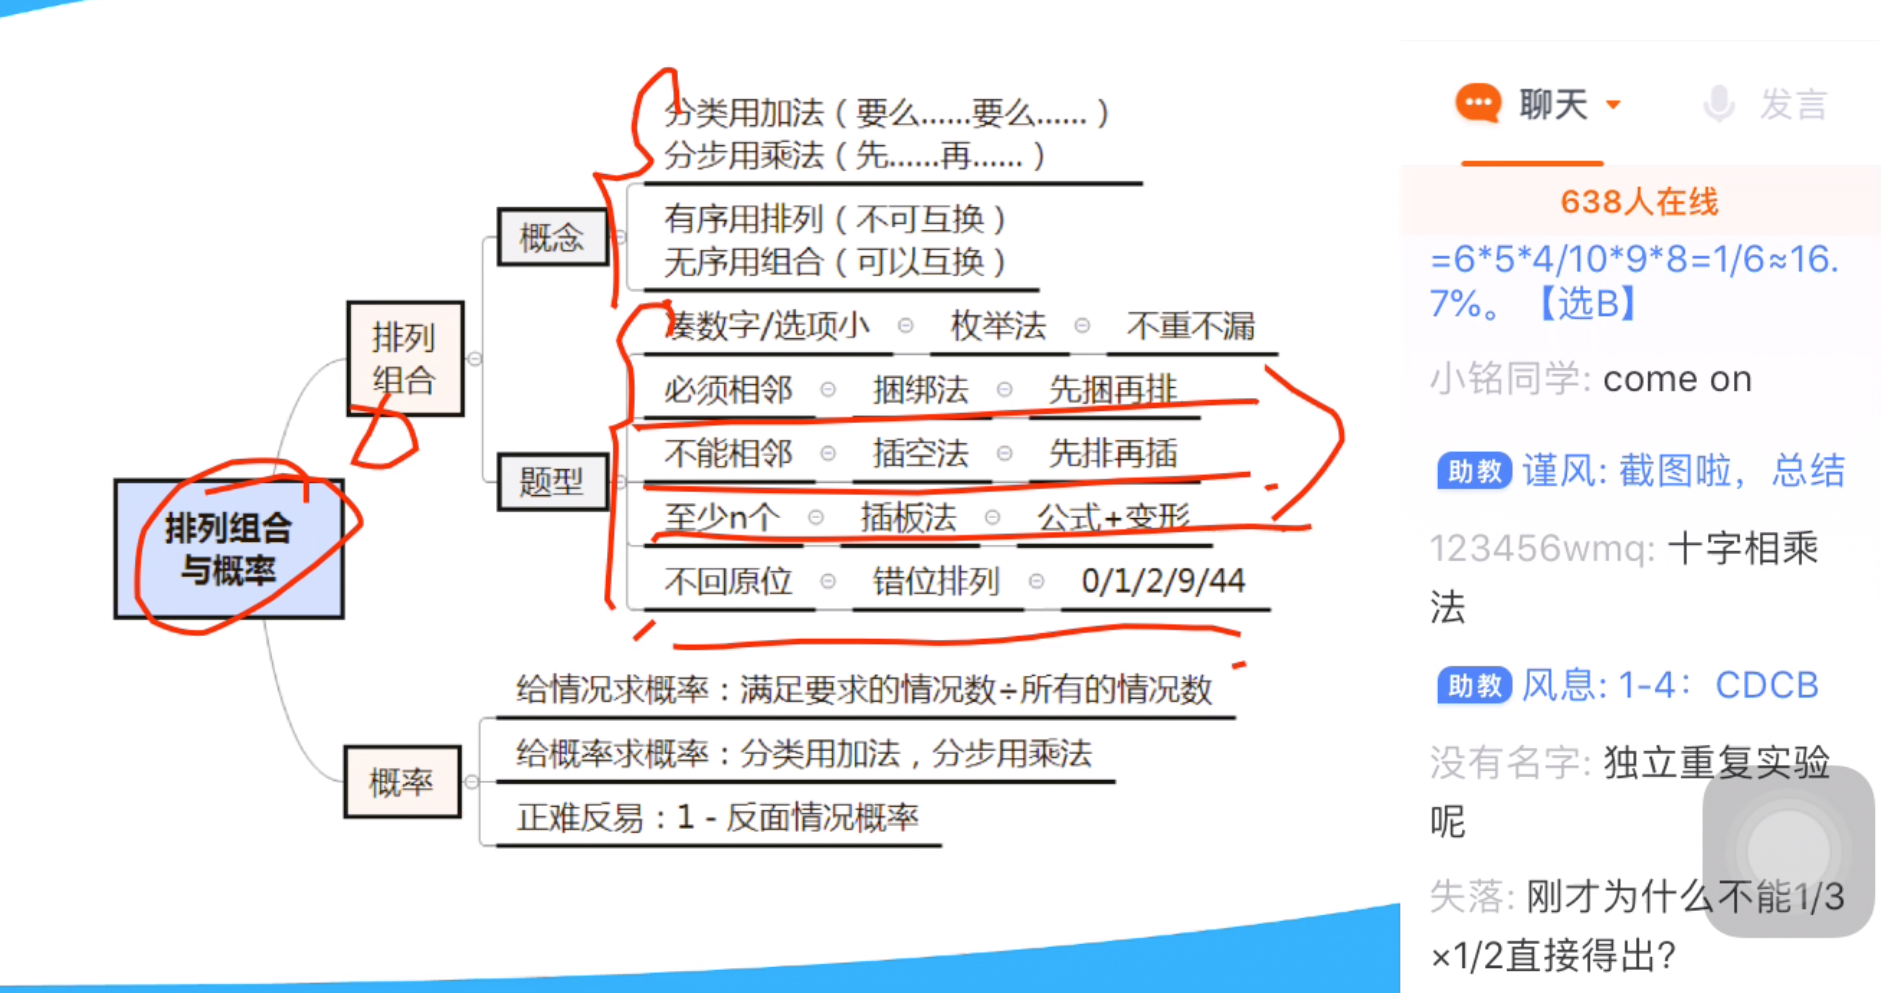 分类用加法（要么……要么……）
分步用乘法（先……再……）
有序用排列（不可互换）
无序用组合（可以互换）
概念
凑数字/选项小 枚举法 不重不漏
必须相邻 捆绑法 先捆再排
不能相邻 插空法 先排再插
至少n个 插板法 公式+变形
不回原位 错位排列 0/1/2/9/44
题型
排列
组合
排列组合
与概率
给情况求概率：满足要求的情况数÷所有的情况数
给概率求概率：分类用加法，分步用乘法
正难反易：1 - 反面情况概率
概率
聊天 发言
638人在线
=6*5*4/10*9*8=1/6≈16.
7%。【选B】
小铭同学: come on
助教 谨风: 截图啦，总结
123456wmq: 十字相乘
法
助教 风息: 1-4：CDCB
没有名字: 独立重复实验
呢
失落: 刚才为什么不能1/3
×1/2直接得出?